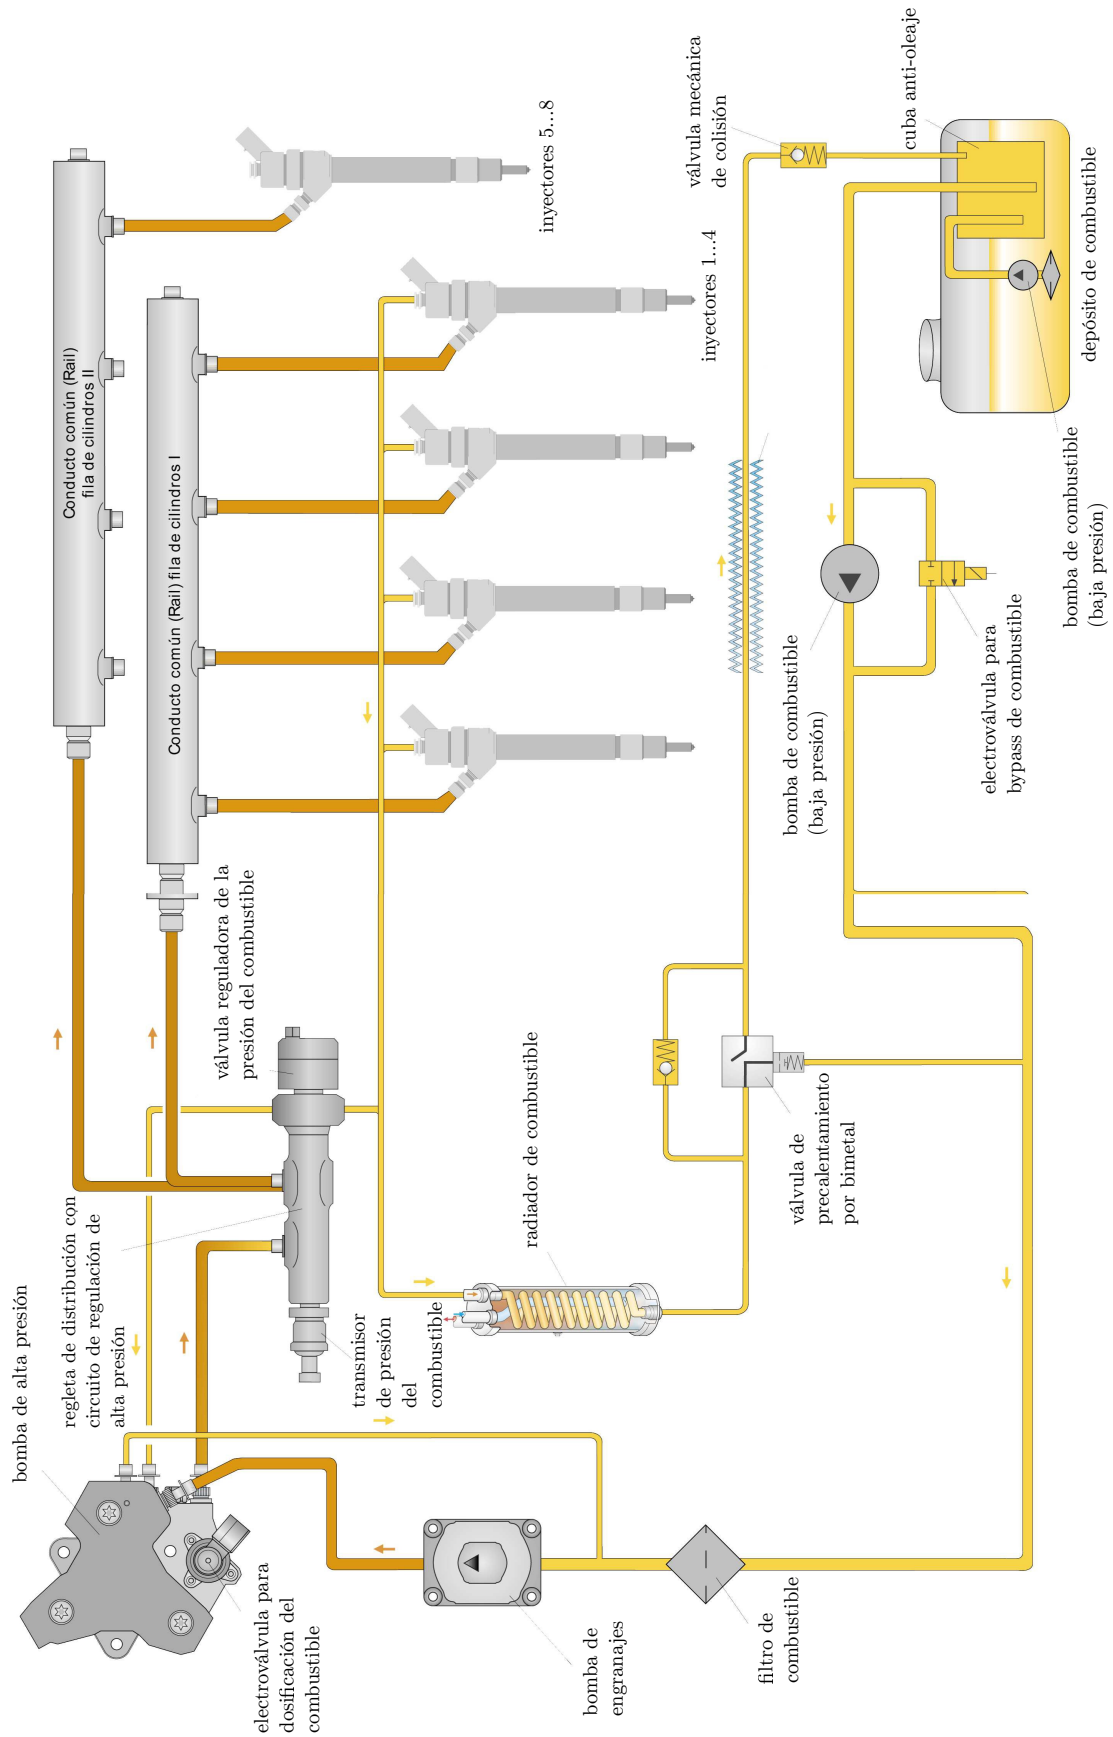 bomba de alta presión
regleta de distribución con
circuito de regulación de
alta presión
electroválvula para
dosificación del
combustible
Conducto común (Rail)
fila de cilindros II
Conducto común (Rail) fila de cilindros I
válvula reguladora de la
presión del combustible
transmisor
de presión
del
combustible
inyectores 5...8
inyectores 1...4
bomba de
engranajes
radiador de combustible
filtro de
combustible
válvula de
precalentamiento
por bimetal
válvula mecánica
de colisión
bomba de combustible
(baja presión)
electroválvula para
bypass de combustible
cuba anti-oleaje
bomba de combustible
(baja presión)
depósito de combustible